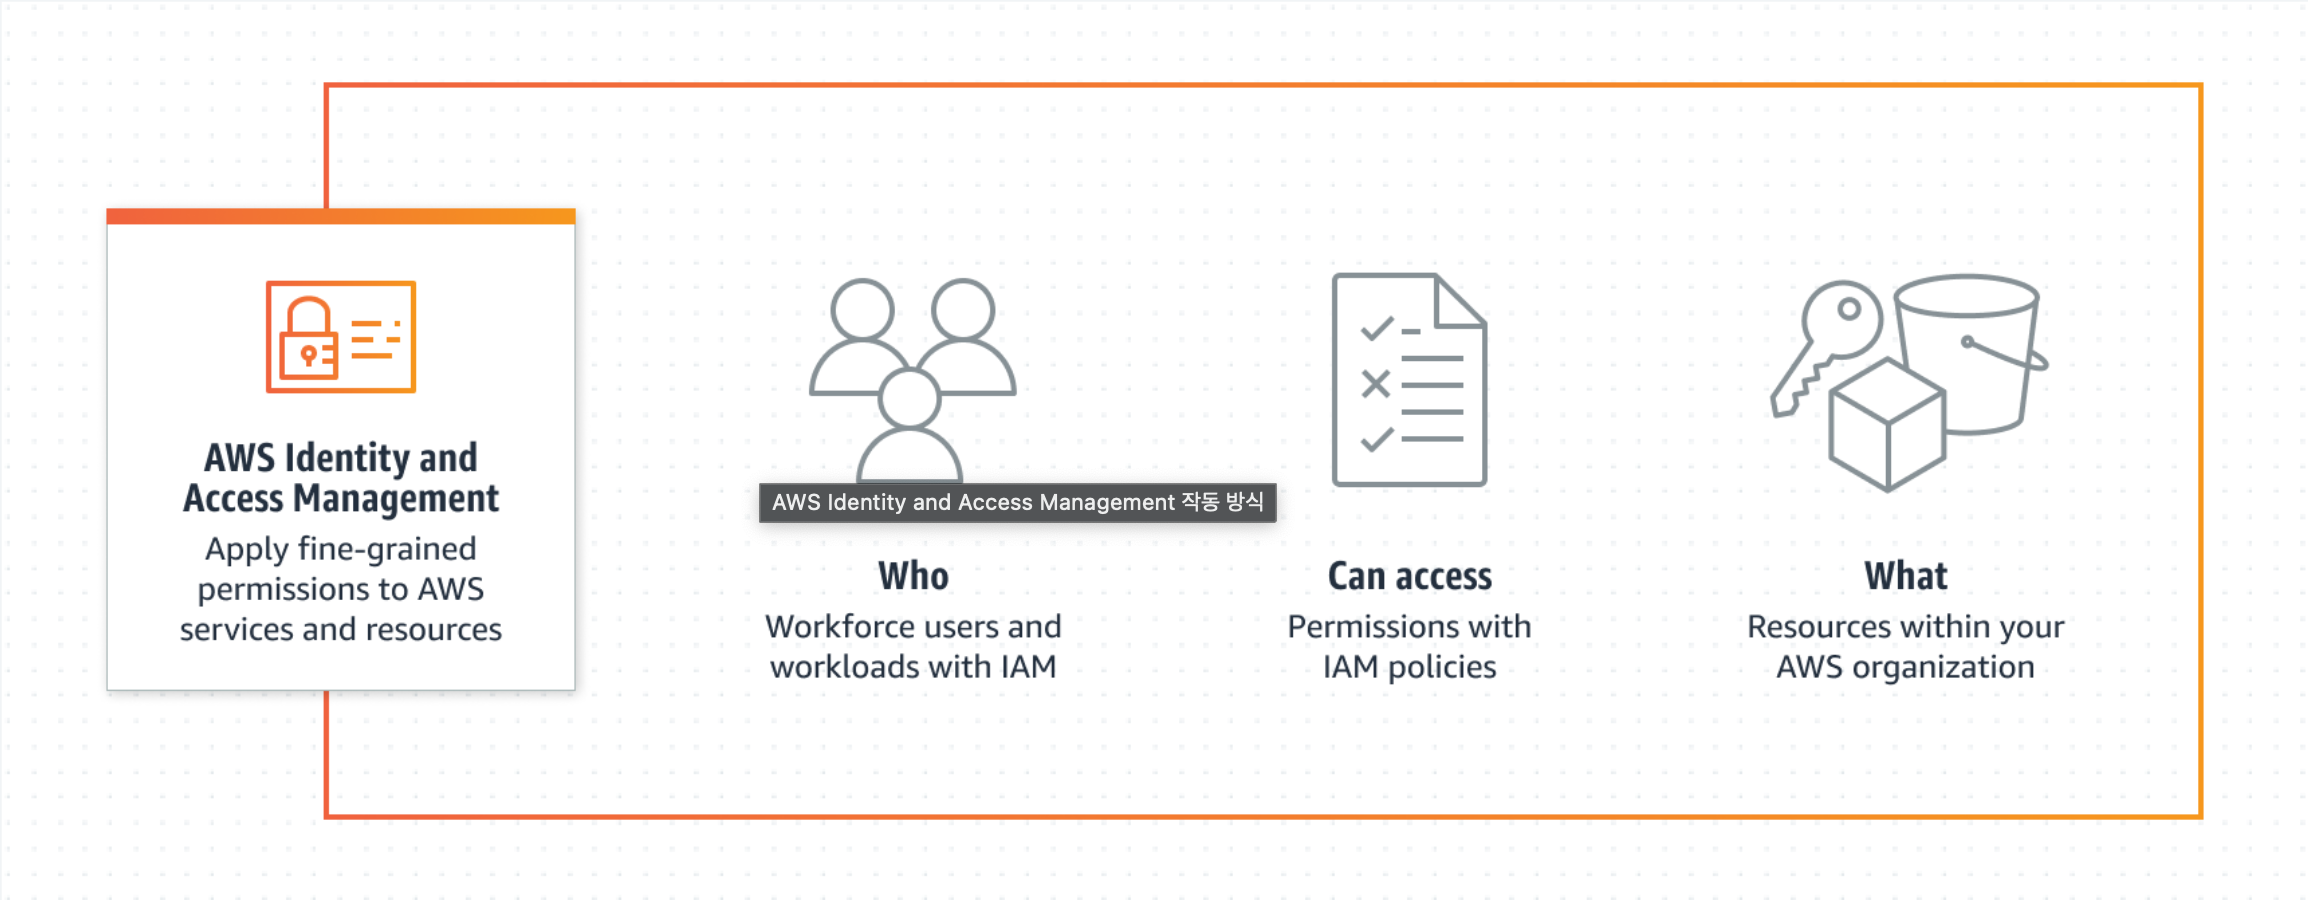 AWS Identity and
Access Management
Apply fine-grained
permissions to AWS
services and resources
AWS Identity and Access Management 작동 방식
Who
Workforce users and
workloads with IAM
Can access
Permissions with
IAM policies
What
Resources within your
AWS organization